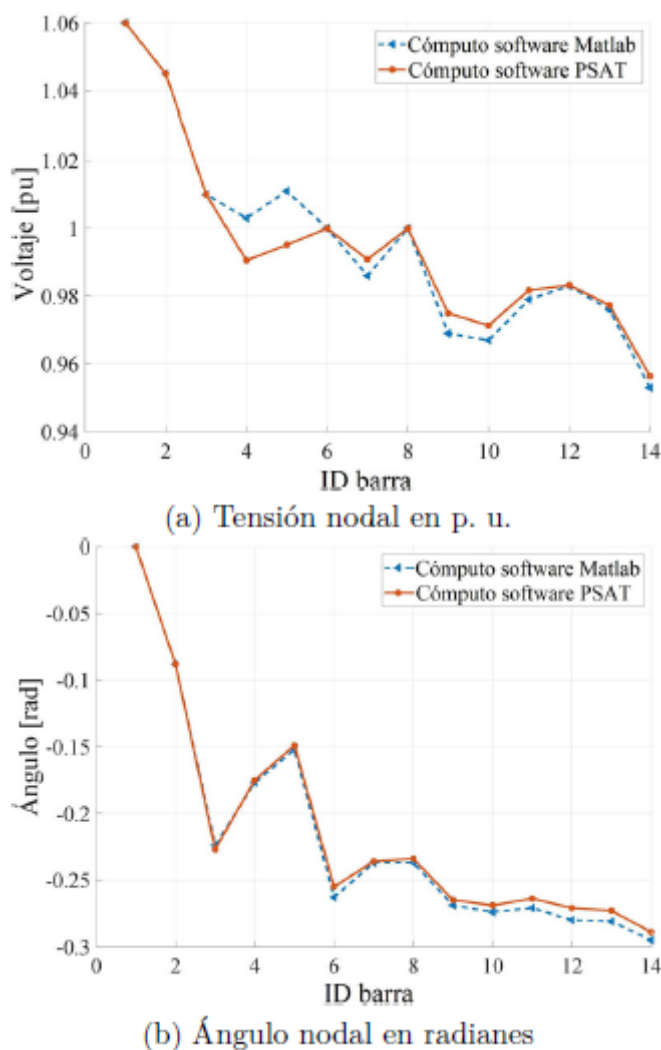 1.06
1.04
1.02
1
0.98
0.96
0.94
Voltaje [pu]
Cómputo software Matlab
Cómputo software PSAT
0 2 4 6 8 10 12 14
ID barra
(a) Tensión nodal en p. u.
0
-0.05
-0.1
-0.15
-0.2
-0.25
-0.3
Ángulo [rad]
Cómputo software Matlab
Cómputo software PSAT
0 2 4 6 8 10 12 14
ID barra
(b) Ángulo nodal en radianes